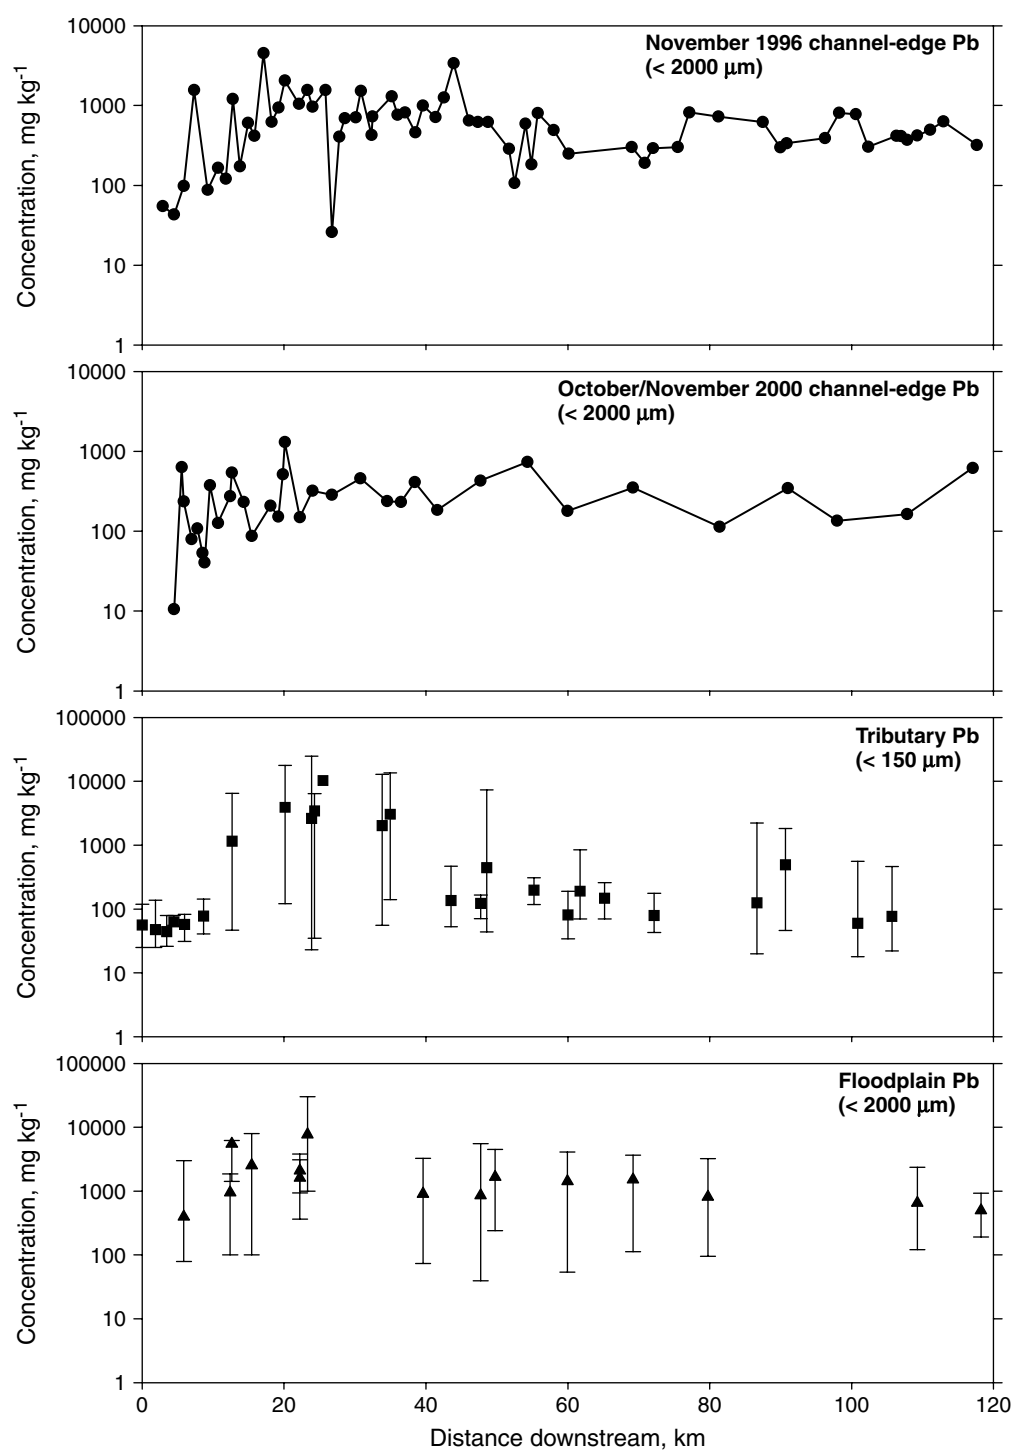 November 1996 channel-edge Pb
(< 2000 µm)
Concentration, mg kg⁻¹
10000
1000
100
10
1
October/November 2000 channel-edge Pb
(< 2000 µm)
Concentration, mg kg⁻¹
10000
1000
100
10
1
Tributary Pb
(< 150 µm)
Concentration, mg kg⁻¹
100000
10000
1000
100
10
1
Floodplain Pb
(< 2000 µm)
Concentration, mg kg⁻¹
100000
10000
1000
100
10
1
0 20 40 60 80 100 120
Distance downstream, km